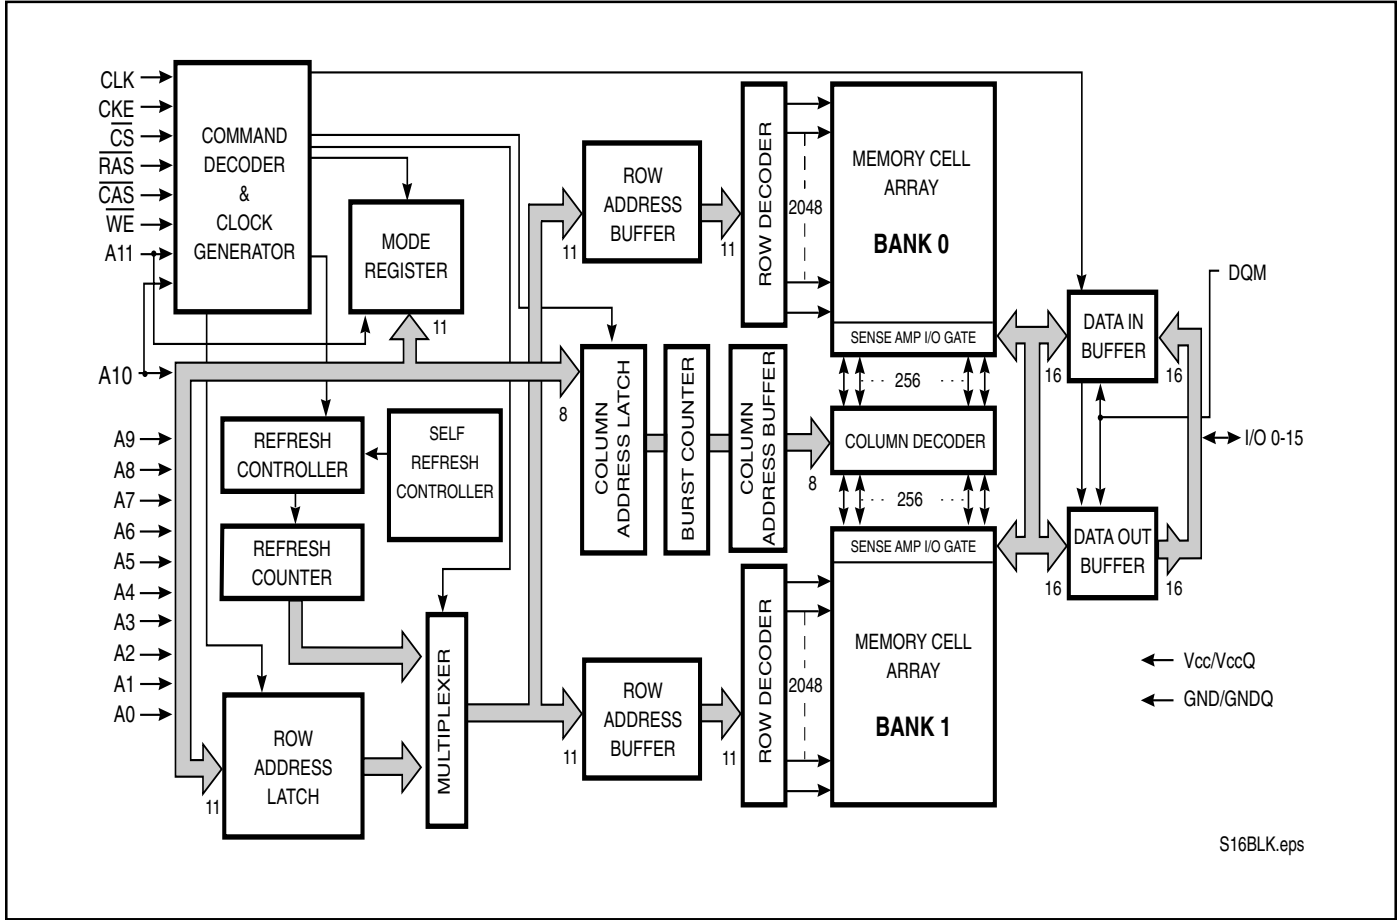 CLK
CKE
CS
RAS
CAS
WE
A11
A10
A9
A8
A7
A6
A5
A4
A3
A2
A1
A0
COMMAND
DECODER
&
CLOCK
GENERATOR
MODE
REGISTER
11
REFRESH
CONTROLLER
SELF
REFRESH
CONTROLLER
REFRESH
COUNTER
ROW
ADDRESS
LATCH
11
MULTIPLEXER
ROW
ADDRESS
BUFFER
11
11
ROW DECODER
2048
MEMORY CELL
ARRAY
BANK 0
SENSE AMP I/O GATE
256
COLUMN
ADDRESS LATCH
8
BURST COUNTER
COLUMN
ADDRESS BUFFER
8
COLUMN DECODER
256
SENSE AMP I/O GATE
MEMORY CELL
ARRAY
BANK 1
ROW
ADDRESS
BUFFER
11
11
ROW DECODER
2048
DQM
DATA IN
BUFFER
16
16
I/O 0-15
DATA OUT
BUFFER
16
16
Vcc/VccQ
GND/GNDQ
S16BLK.eps